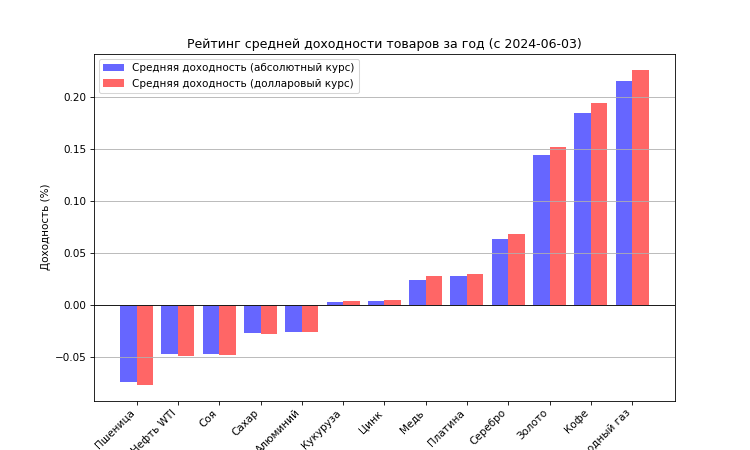 Рейтинг средней доходности товаров за год (с 2024-06-03)
Средняя доходность (абсолютный курс)
Средняя доходность (долларовый курс)
Доходность (%)
0.20
0.15
0.10
0.05
0.00
−0.05
Пшеница
Нефть WTI
Соя
Сахар
Алюминий
Кукуруза
Цинк
Медь
Платина
Серебро
Золото
Кофе
газ